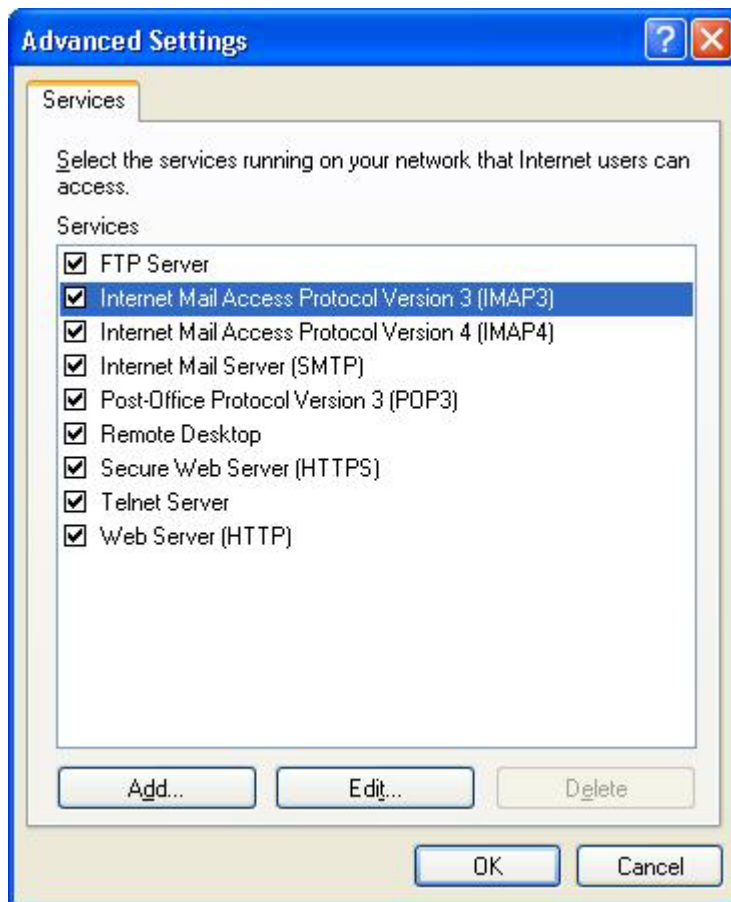 Advanced Settings
Services
Select the services running on your network that Internet users can
access.
Services
FTP Server
Internet Mail Access Protocol Version 3 (IMAP3)
Internet Mail Access Protocol Version 4 (IMAP4)
Internet Mail Server (SMTP)
Post-Office Protocol Version 3 (POP3)
Remote Desktop
Secure Web Server (HTTPS)
Telnet Server
Web Server (HTTP)
Add... Edit... Delete
OK Cancel